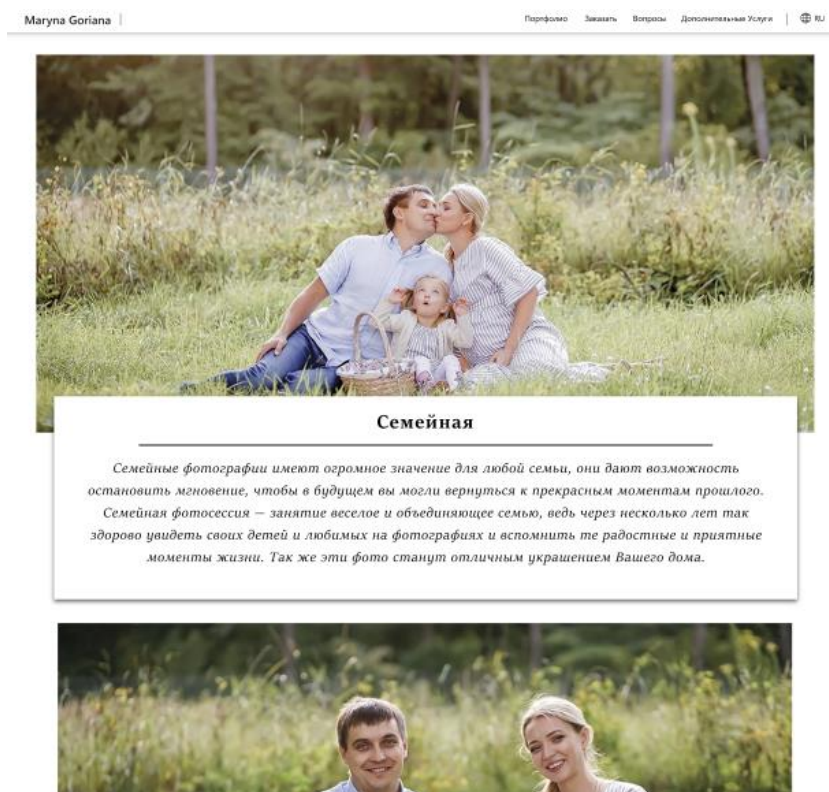 Maryna Goriana
Портфолио Заказать Вопросы Дополнительные Услуги RU
Семейная
Семейные фотографии имеют огромное значение для любой семьи, они дают возможность
остановить мгновение, чтобы в будущем вы могли вернуться к прекрасным моментам прошлого.
Семейная фотосессия — занятие веселое и объединяющее семью, ведь через несколько лет так
здорово увидеть своих детей и любимых на фотографиях и вспомнить те радостные и приятные
моменты жизни. Так же эти фото станут отличным украшением Вашего дома.